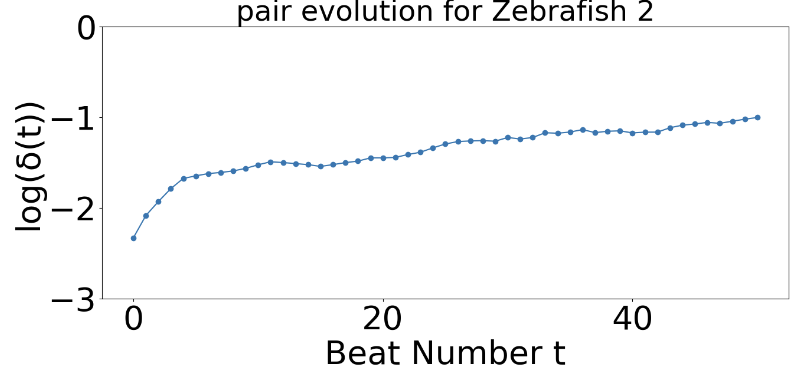 pair evolution for Zebrafish 2
0
−1
−2
−3
log(δ(t))
0 20 40
Beat Number t